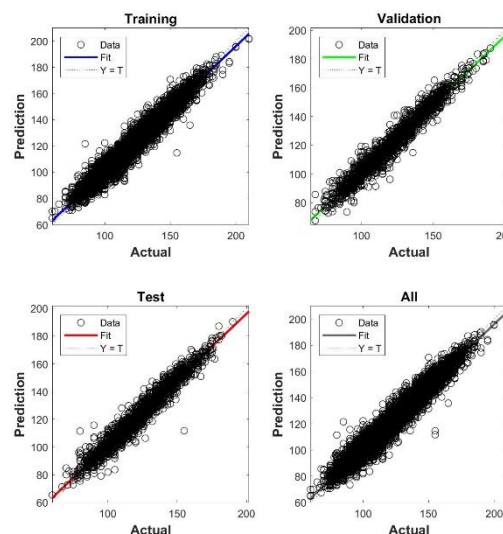 Training
200
180
160
140
120
100
80
60
Prediction
Data
Fit
Y = T
100
150
200
Actual
Validation
200
180
160
140
120
100
80
Prediction
Data
Fit
Y = T
100
150
Actual
Test
200
180
160
140
120
100
80
60
Prediction
Data
Fit
Y = T
100
150
200
Actual
All
200
180
160
140
120
100
80
60
Prediction
Data
Fit
Y = T
100
150
Actual